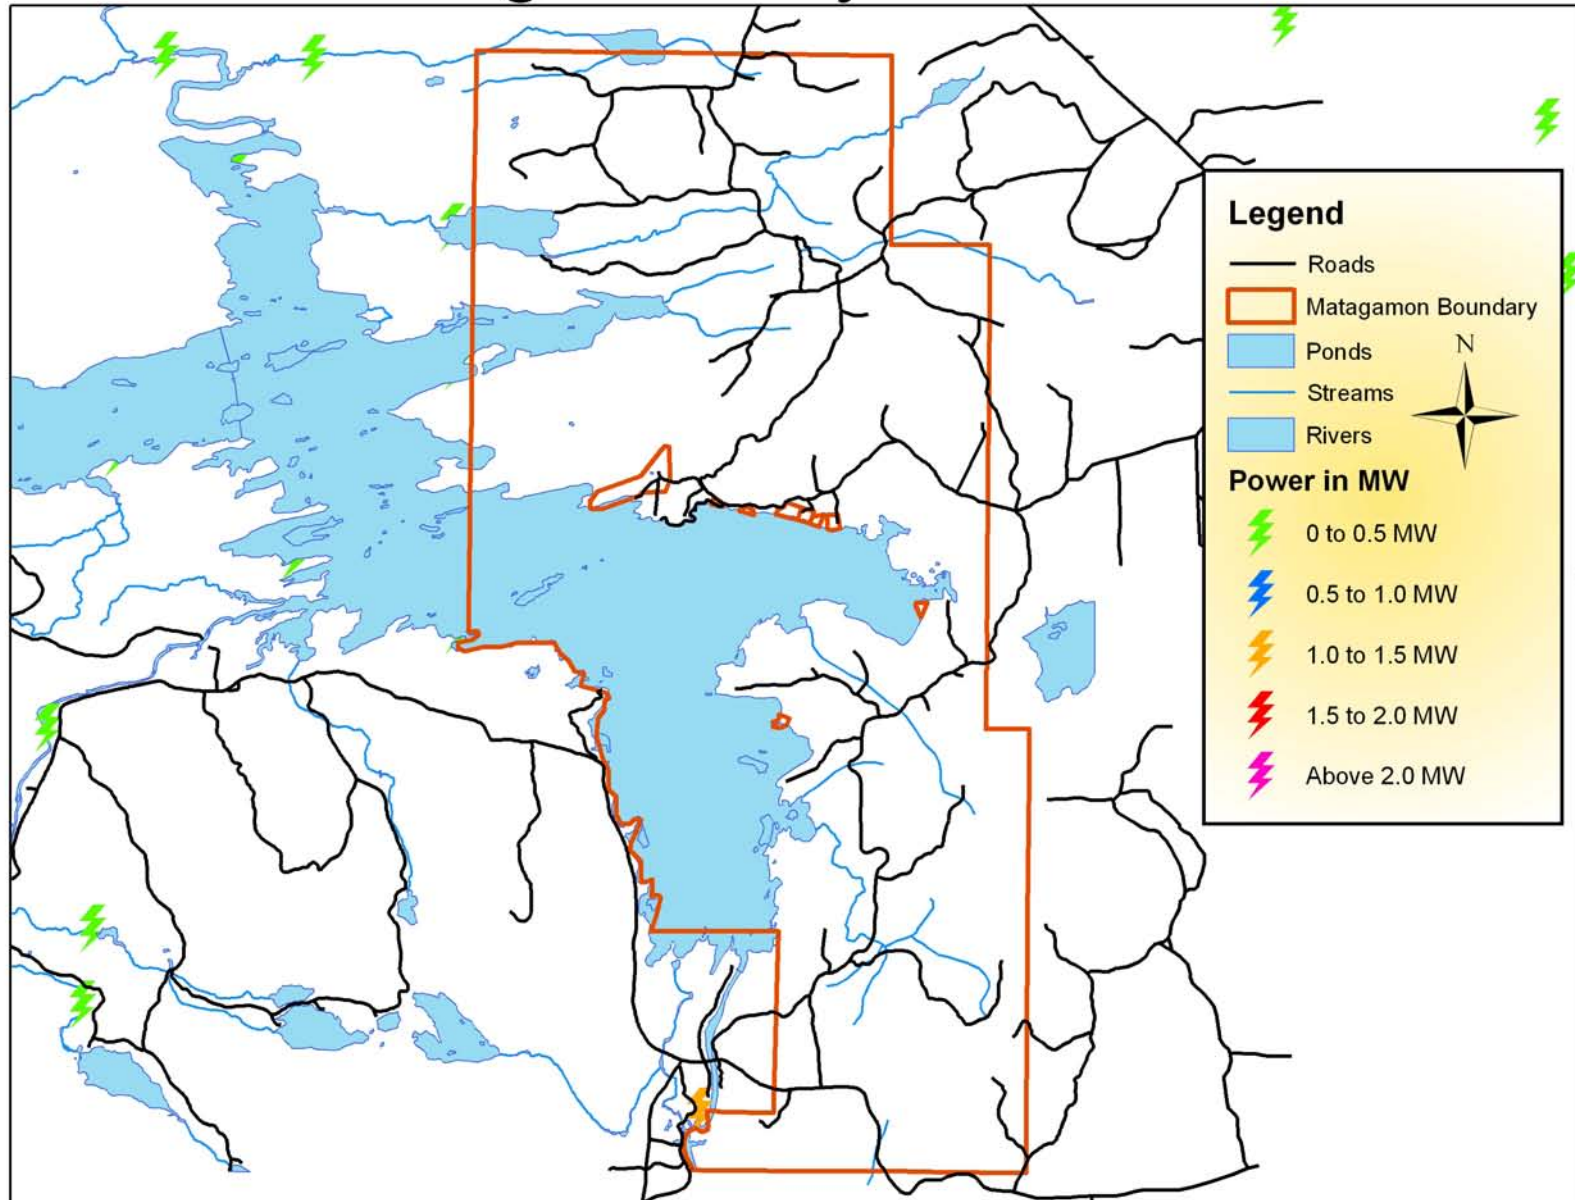 Legend
Roads
Matagamon Boundary
Ponds
N
Streams
Rivers
Power in MW
0 to 0.5 MW
0.5 to 1.0 MW
1.0 to 1.5 MW
1.5 to 2.0 MW
Above 2.0 MW